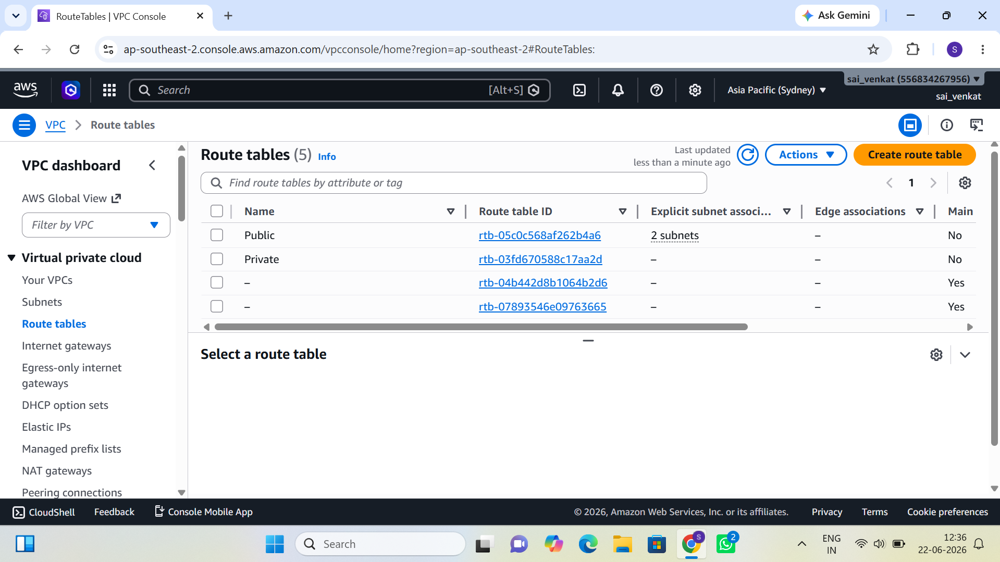 RouteTables | VPC Console
Ask Gemini
ap-southeast-2.console.aws.amazon.com/vpcconsole/home?region=ap-southeast-2#RouteTables:
S
aws
Search
[Alt+S]
Asia Pacific (Sydney)
sai_venkat (556834267956)
sai_venkat
VPC
Route tables
VPC dashboard
AWS Global View
Filter by VPC
Virtual private cloud
Your VPCs
Subnets
Route tables
Internet gateways
Egress-only internet
gateways
DHCP option sets
Elastic IPs
Managed prefix lists
NAT gateways
Peering connections
Route tables (5) Info
Last updated
less than a minute ago
Actions
Create route table
Find route tables by attribute or tag
1
Name Route table ID Explicit subnet associ... Edge associations Main
Public rtb-05c0c568af262b4a6 2 subnets – No
Private rtb-03fd670588c17aa2d – – No
– rtb-04b442d8b1064b2d6 – – Yes
– rtb-07893546e09763665 – – Yes
Select a route table
CloudShell
Feedback
Console Mobile App
© 2026, Amazon Web Services, Inc. or its affiliates.
Privacy
Terms
Cookie preferences
Search
S
2
ENG
IN
12:36
22-06-2026